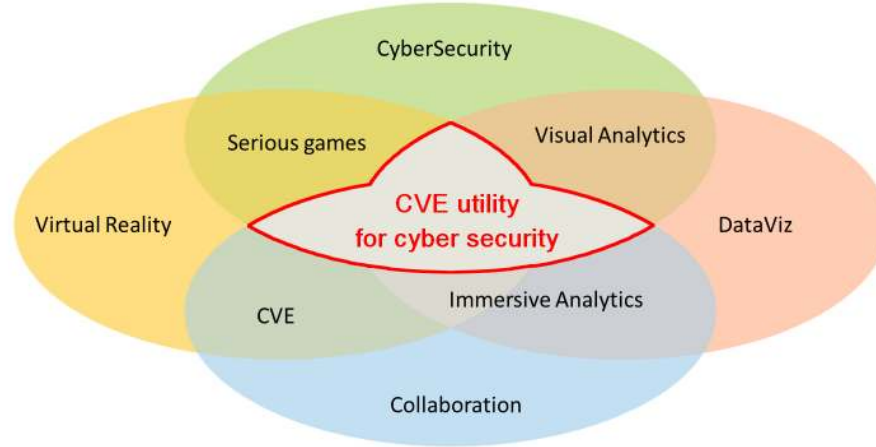 CyberSecurity
Serious games
Visual Analytics
CVE utility
for cyber security
Virtual Reality
DataViz
Immersive Analytics
CVE
Collaboration